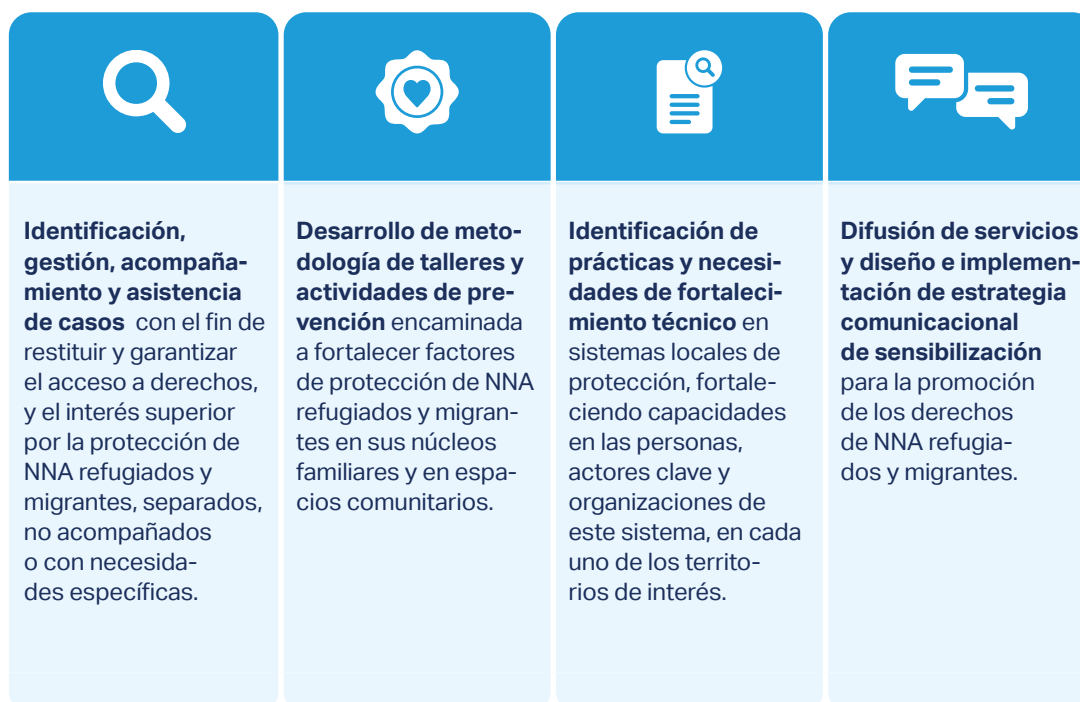 Identificación,
gestión, acompaña-
miento y asistencia
de casos con el fin de
restituir y garantizar
el acceso a derechos,
y el interés superior
por la protección de
NNA refugiados y
migrantes, separados,
no acompañados
o con necesida-
des específicas.
Desarrollo de meto-
dología de talleres y
actividades de pre-
vención encaminada
a fortalecer factores
de protección de NNA
refugiados y migran-
tes en sus núcleos
familiares y en espa-
cios comunitarios.
Identificación de
prácticas y necesi-
dades de fortaleci-
miento técnico en
sistemas locales de
protección, fortale-
ciendo capacidades
en las personas,
actores clave y
organizaciones de
este sistema, en cada
uno de los territo-
rios de interés.
Difusión de servicios
y diseño e implemen-
tación de estrategia
comunicacional
de sensibilización
para la promoción
de los derechos
de NNA refugia-
dos y migrantes.